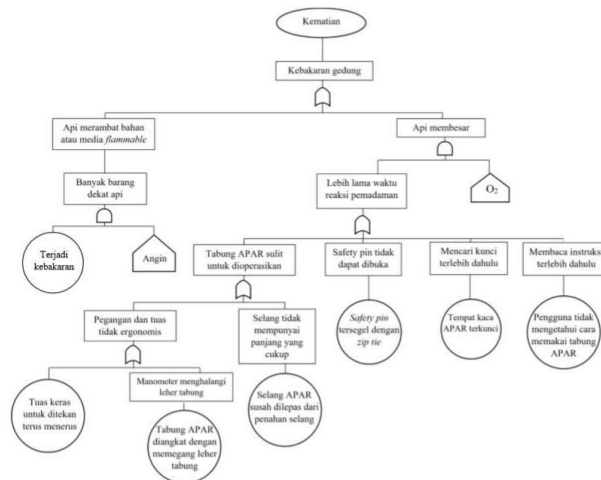 Kematian
Kebakaran gedung
Api merambat bahan
atau media flammable
Api membesar
Banyak barang
dekat api
Lebih lama waktu
reaksi pemadaman
O2
Terjadi
kebakaran
Angin
Tabung APAR sulit
untuk dioperasikan
Safety pin tidak
dapat dibuka
Mencari kunci
terlebih dahulu
Membaca instruksi
terlebih dahulu
Pegangan dan tuas
tidak ergonomis
Selang tidak
mempunyai
panjang yang
cukup
Safety pin
tersegel dengan
zip tie
Tempat kaca
APAR terkunci
Pengguna tidak
mengetahui cara
memakai tabung
APAR
Tuas keras
untuk ditekan
terus menerus
Manometer menghalangi
leher tabung
Tabung APAR
diangkat dengan
memegang leher
tabung
Selang APAR
susah dilepas dari
penahan selang